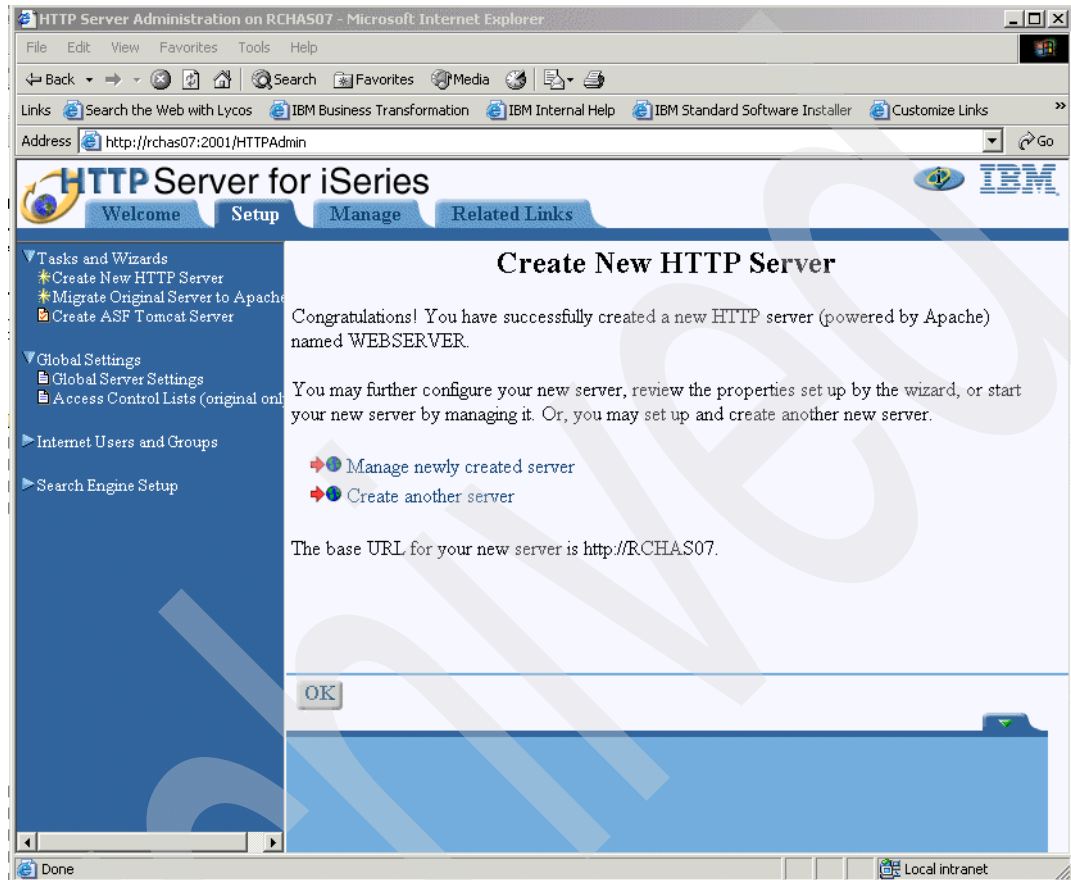 HTTP Server Administration on RCHAS07 - Microsoft Internet Explorer
File Edit View Favorites Tools Help
Back Search Favorites Media
Links Search the Web with Lycos IBM Business Transformation IBM Internal Help IBM Standard Software Installer Customize Links »
Address http://rchas07:2001/HTTPAdmin Go
HTTP Server for iSeries IBM
Welcome Setup Manage Related Links
Tasks and Wizards
Create New HTTP Server
Migrate Original Server to Apache
Create ASF Tomcat Server
Global Settings
Global Server Settings
Access Control Lists (original onl
Internet Users and Groups
Search Engine Setup
Create New HTTP Server
Congratulations! You have successfully created a new HTTP server (powered by Apache)
named WEBSERVER.
You may further configure your new server, review the properties set up by the wizard, or start
your new server by managing it. Or, you may set up and create another new server.
Manage newly created server
Create another server
The base URL for your new server is http://RCHAS07.
OK
Done Local intranet